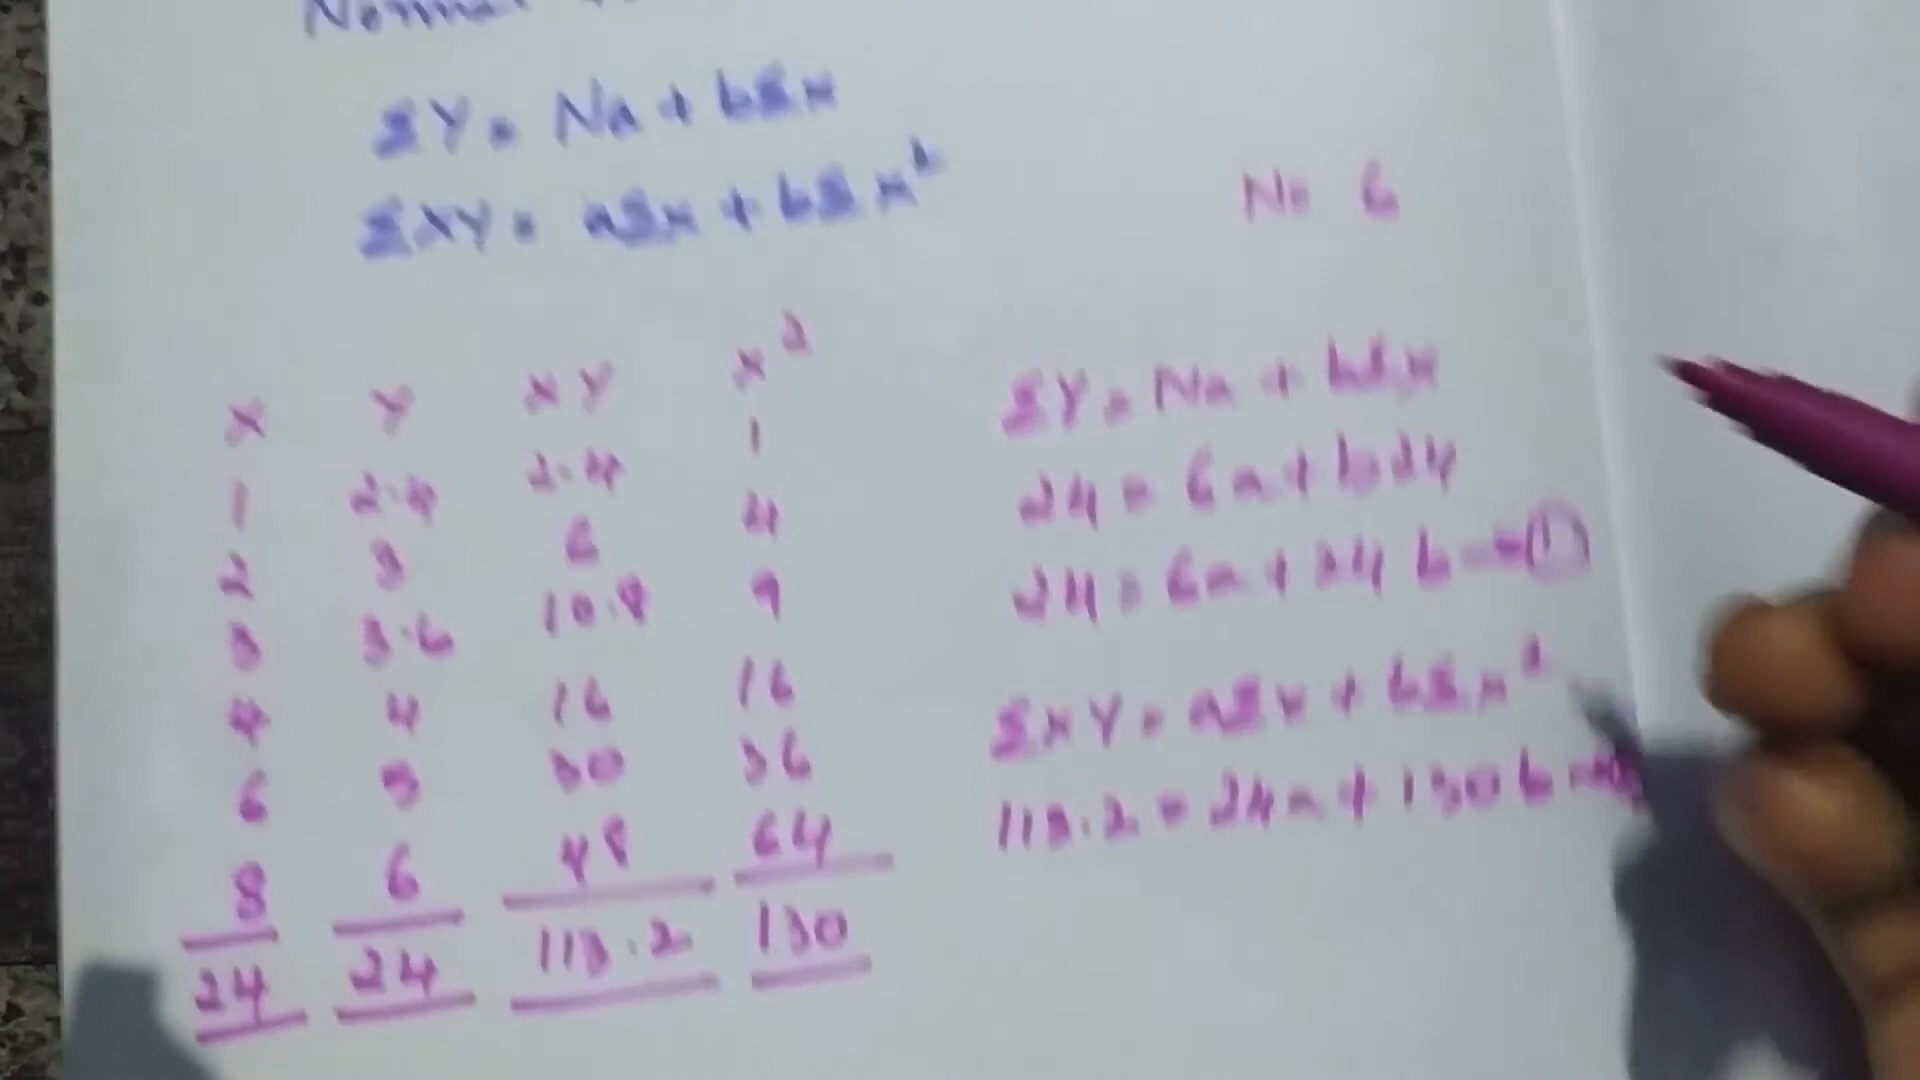 Normal
ΣY = Na + bΣx
ΣXY = aΣx + bΣx²
N = 6
X Y XY x²
1 2.4 2.4 1
2 3 6 4
3 3.6 10.8 9
4 4 16 16
6 5 30 36
8 6 48 64
24 24 113.2 130
ΣY = Na + bΣx
24 = 6a + b24
24 = 6a + 24b → (1)
ΣXY = aΣx + bΣx²
113.2 = 24a + 130b →